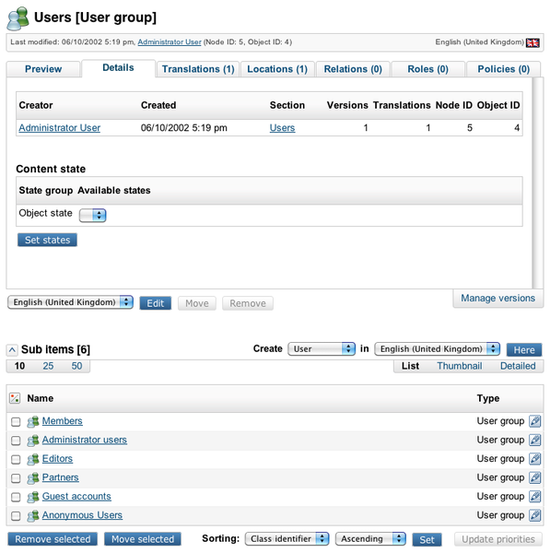 Users [User group]
Last modified: 06/10/2002 5:19 pm, Administrator User (Node ID: 5, Object ID: 4) English (United Kingdom)
Preview Details Translations (1) Locations (1) Relations (0) Roles (0) Policies (0)
Creator Created Section Versions Translations Node ID Object ID
Administrator User 06/10/2002 5:19 pm Users 1 1 5 4
Content state
State group Available states
Object state
Set states
English (United Kingdom) Edit Move Remove Manage versions
Sub items [6] Create User in English (United Kingdom) Here
10 25 50 List Thumbnail Detailed
Name Type
Members User group
Administrator users User group
Editors User group
Partners User group
Guest accounts User group
Anonymous Users User group
Remove selected Move selected Sorting: Class identifier Ascending Set Update priorities